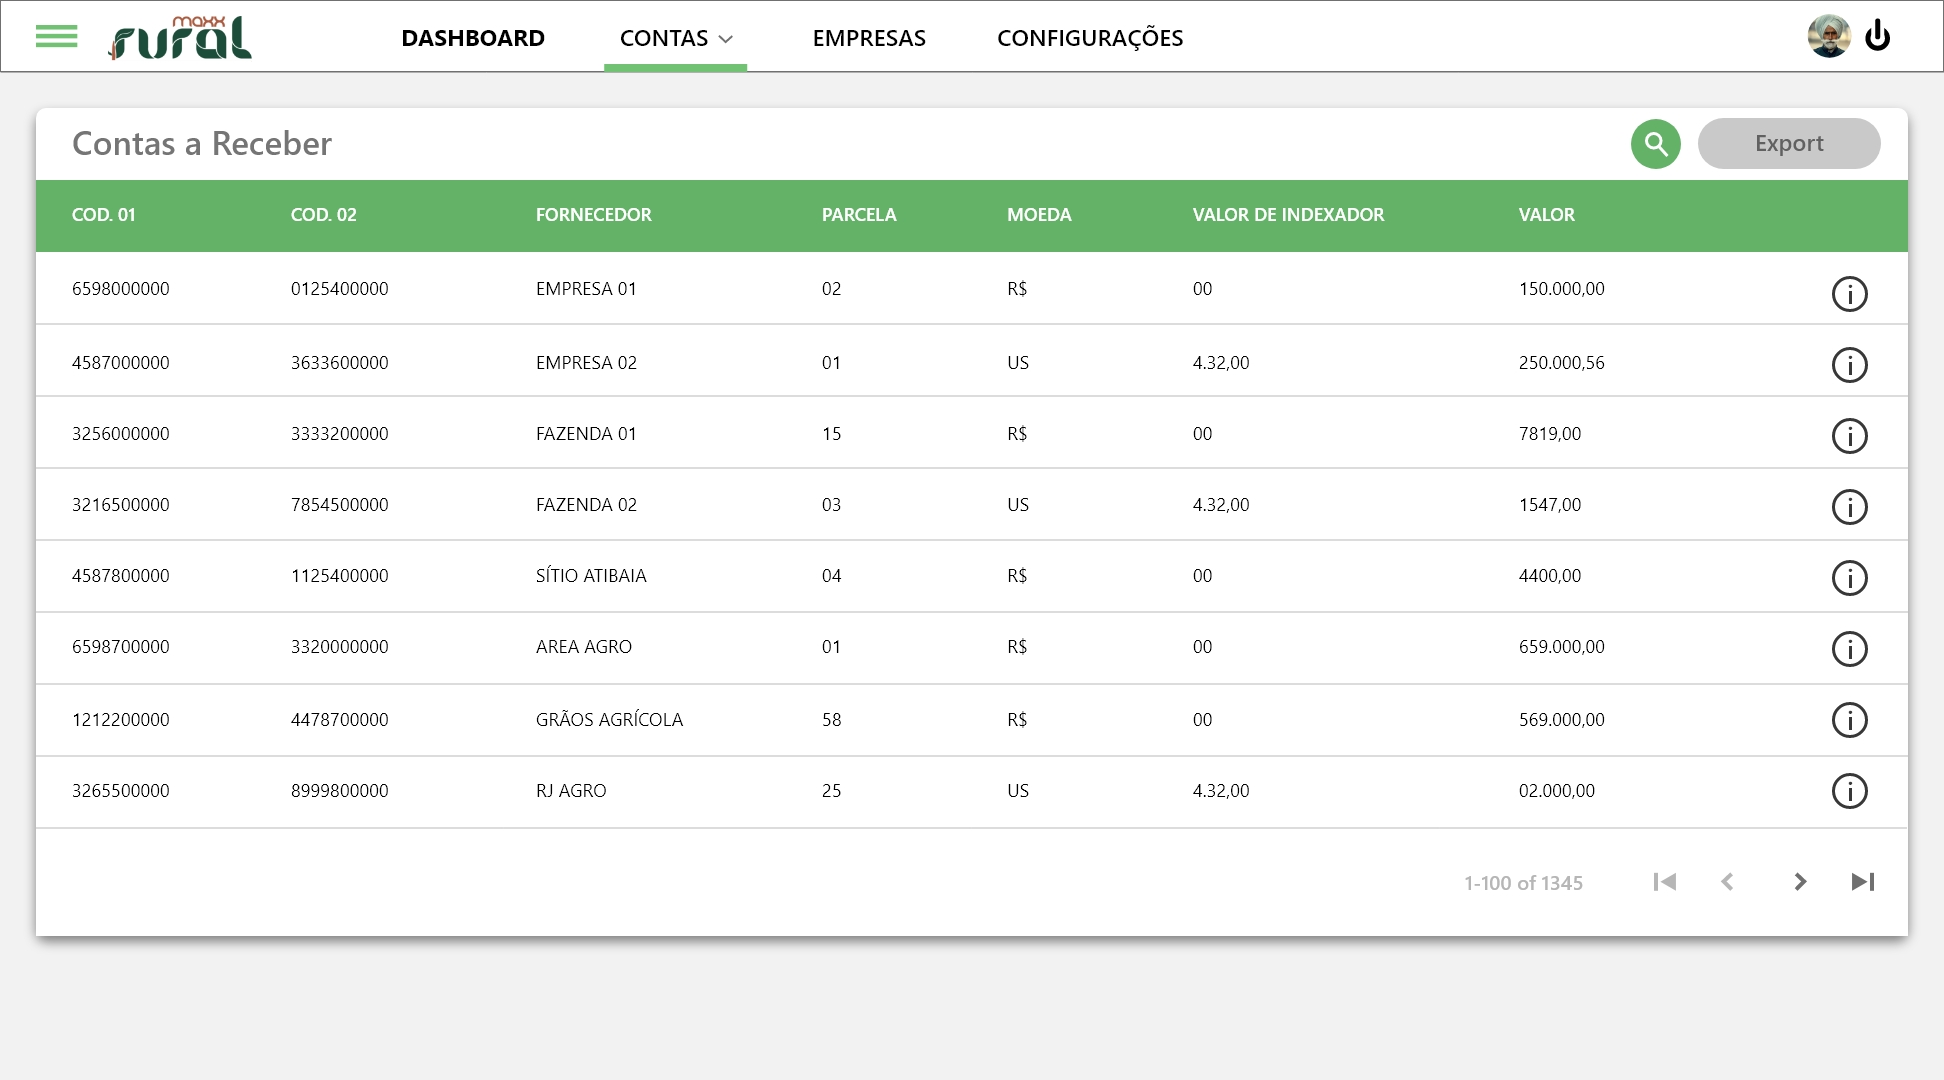 maxx
rural
DASHBOARD CONTAS EMPRESAS CONFIGURAÇÕES
Contas a Receber Export
COD. 01 COD. 02 FORNECEDOR PARCELA MOEDA VALOR DE INDEXADOR VALOR
6598000000 0125400000 EMPRESA 01 02 R$ 00 150.000,00
4587000000 3633600000 EMPRESA 02 01 US 4.32,00 250.000,56
3256000000 3333200000 FAZENDA 01 15 R$ 00 7819,00
3216500000 7854500000 FAZENDA 02 03 US 4.32,00 1547,00
4587800000 1125400000 SÍTIO ATIBAIA 04 R$ 00 4400,00
6598700000 3320000000 AREA AGRO 01 R$ 00 659.000,00
1212200000 4478700000 GRÃOS AGRÍCOLA 58 R$ 00 569.000,00
3265500000 8999800000 RJ AGRO 25 US 4.32,00 02.000,00
1-100 of 1345